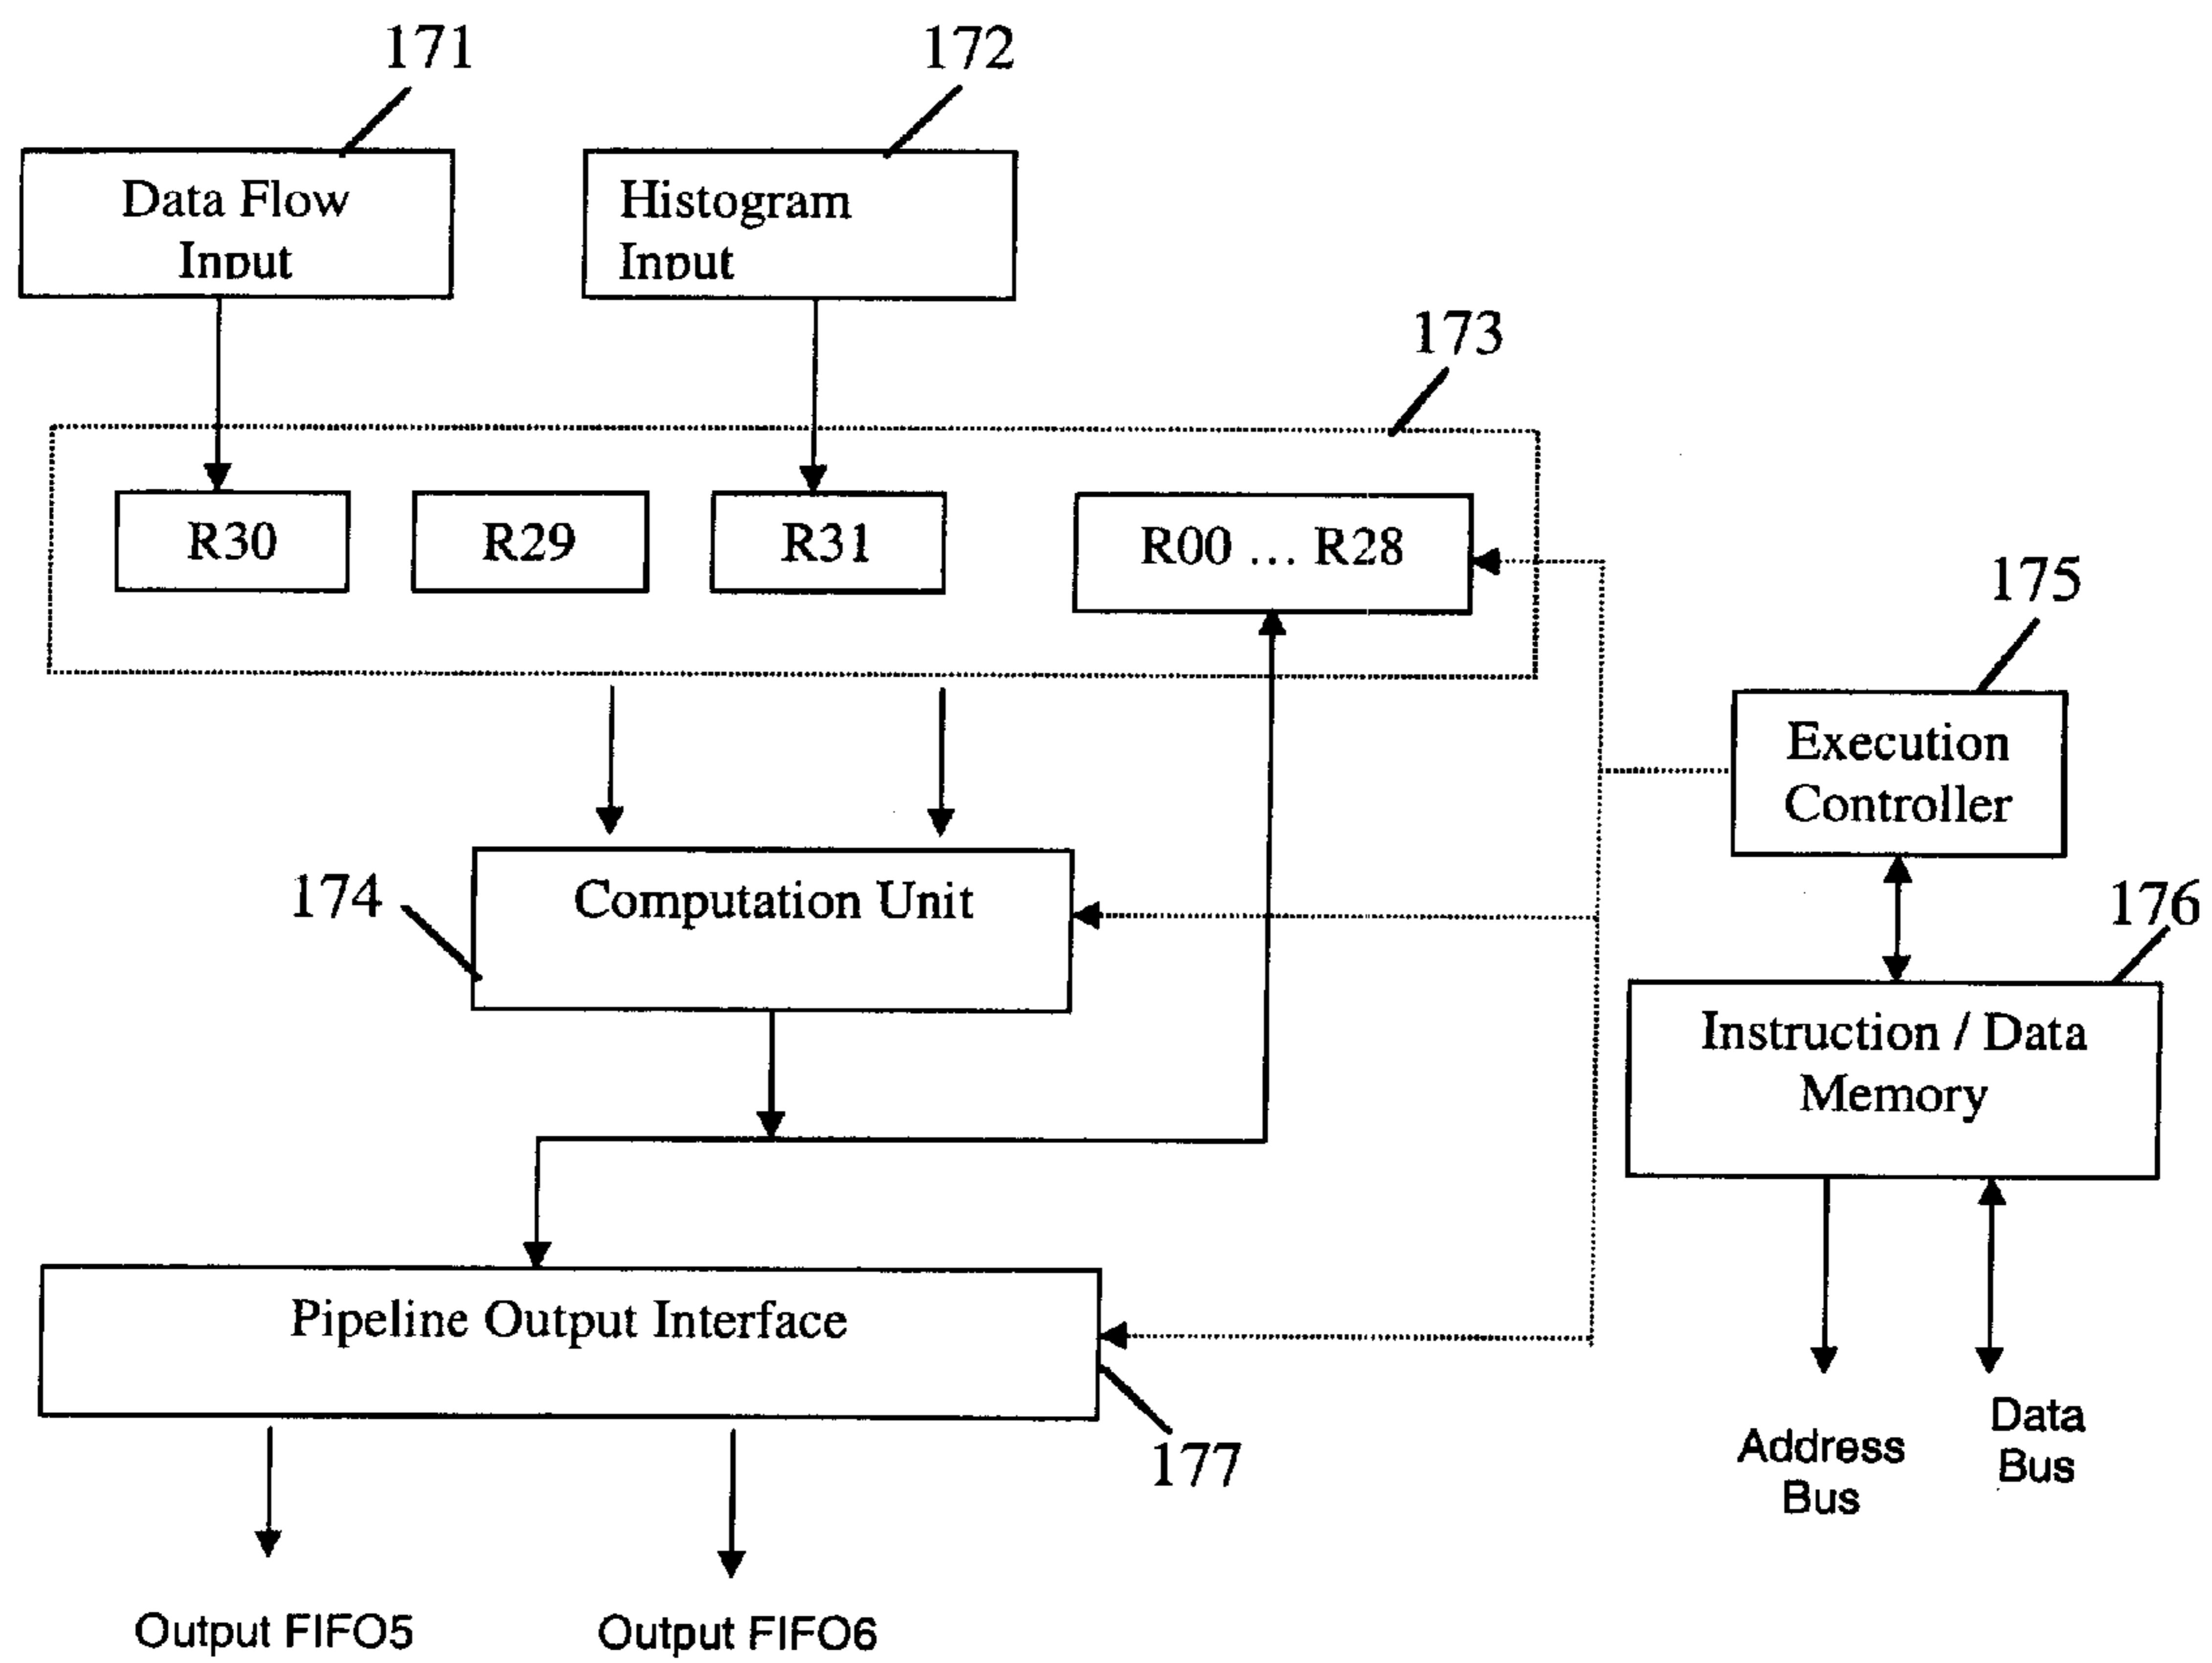 171
172
Data Flow
Input
Histogram
Input
173
R30
R29
R31
R00 ... R28
175
Execution
Controller
174
Computation Unit
176
Instruction / Data
Memory
Pipeline Output Interface
177
Address
Bus
Data
Bus
Output FIFO5
Output FIFO6